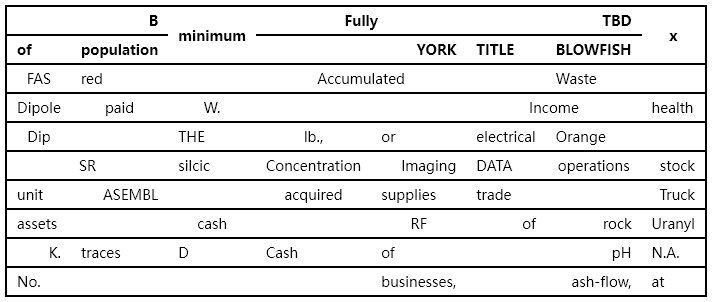 B minimum Fully TBD x
of population YORK TITLE BLOWFISH
FAS red Accumulated Waste
Dipole paid W. Income health
Dip THE lb., or electrical Orange
SR silcic Concentration Imaging DATA operations stock
unit ASEMBL acquired supplies trade Truck
assets cash RF of rock Uranyl
K. traces D Cash of pH N.A.
No. businesses, ash-flow, at